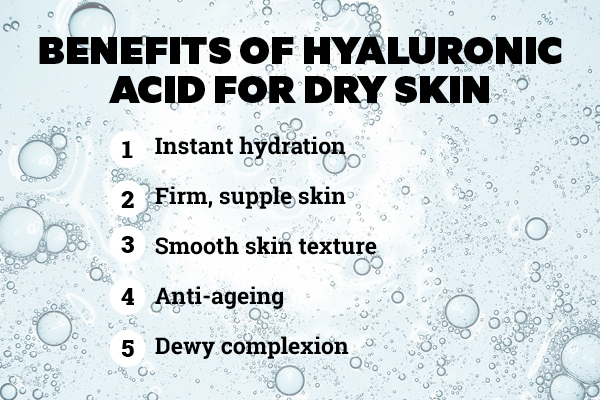 BENEFITS OF HYALURONIC
ACID FOR DRY SKIN
1 Instant hydration
2 Firm, supple skin
3 Smooth skin texture
4 Anti-ageing
5 Dewy complexion